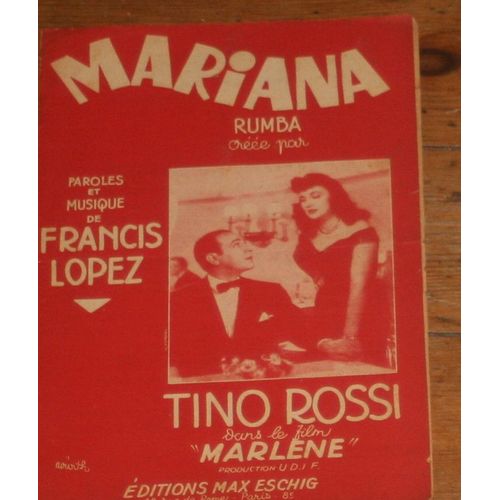 MARiANA
RUMBA
créée par
PAROLES
ET
MUSIQUE
DE
FRANCIS
LOPEZ
TINO ROSSI
dans le film
"MARLÈNE"
PRODUCTION U.D.I.F.
ÉDITIONS MAX ESCHIG
Paris